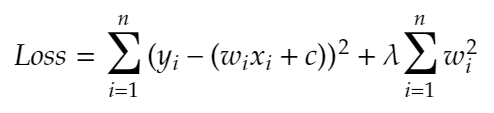 Loss = \sum_{i=1}^{n} (y_i - (w_i x_i + c))^2 + \lambda \sum_{i=1}^{n} w_i^2